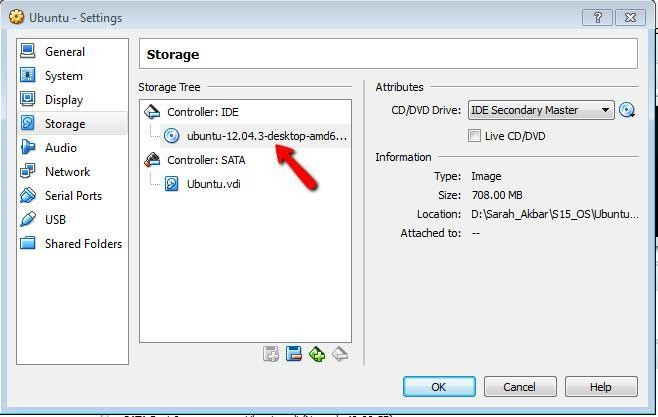 Ubuntu - Settings
General
System
Display
Storage
Audio
Network
Serial Ports
USB
Shared Folders
Storage
Storage Tree
Controller: IDE
ubuntu-12.04.3-desktop-amd6...
Controller: SATA
Ubuntu.vdi
Attributes
CD/DVD Drive: IDE Secondary Master
Live CD/DVD
Information
Type: Image
Size: 708.00 MB
Location: D:\Sarah_Akbar\S15_OS\Ubuntu...
Attached to: --
OK Cancel Help